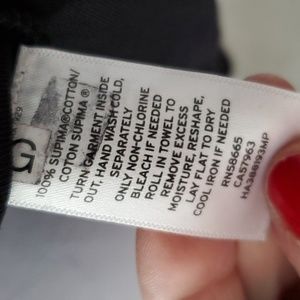 G
100% SUPIMA®COTTON/
COTTON SUPIMA®
TURN GARMENT INSIDE
OUT, HAND WASH COLD,
SEPARATELY
ONLY NON-CHLORINE
BLEACH IF NEEDED
ROLL IN TOWEL TO
REMOVE EXCESS
MOISTURE, RESHAPE,
LAY FLAT TO DRY
COOL IRON IF NEEDED
RN58665
CA57963